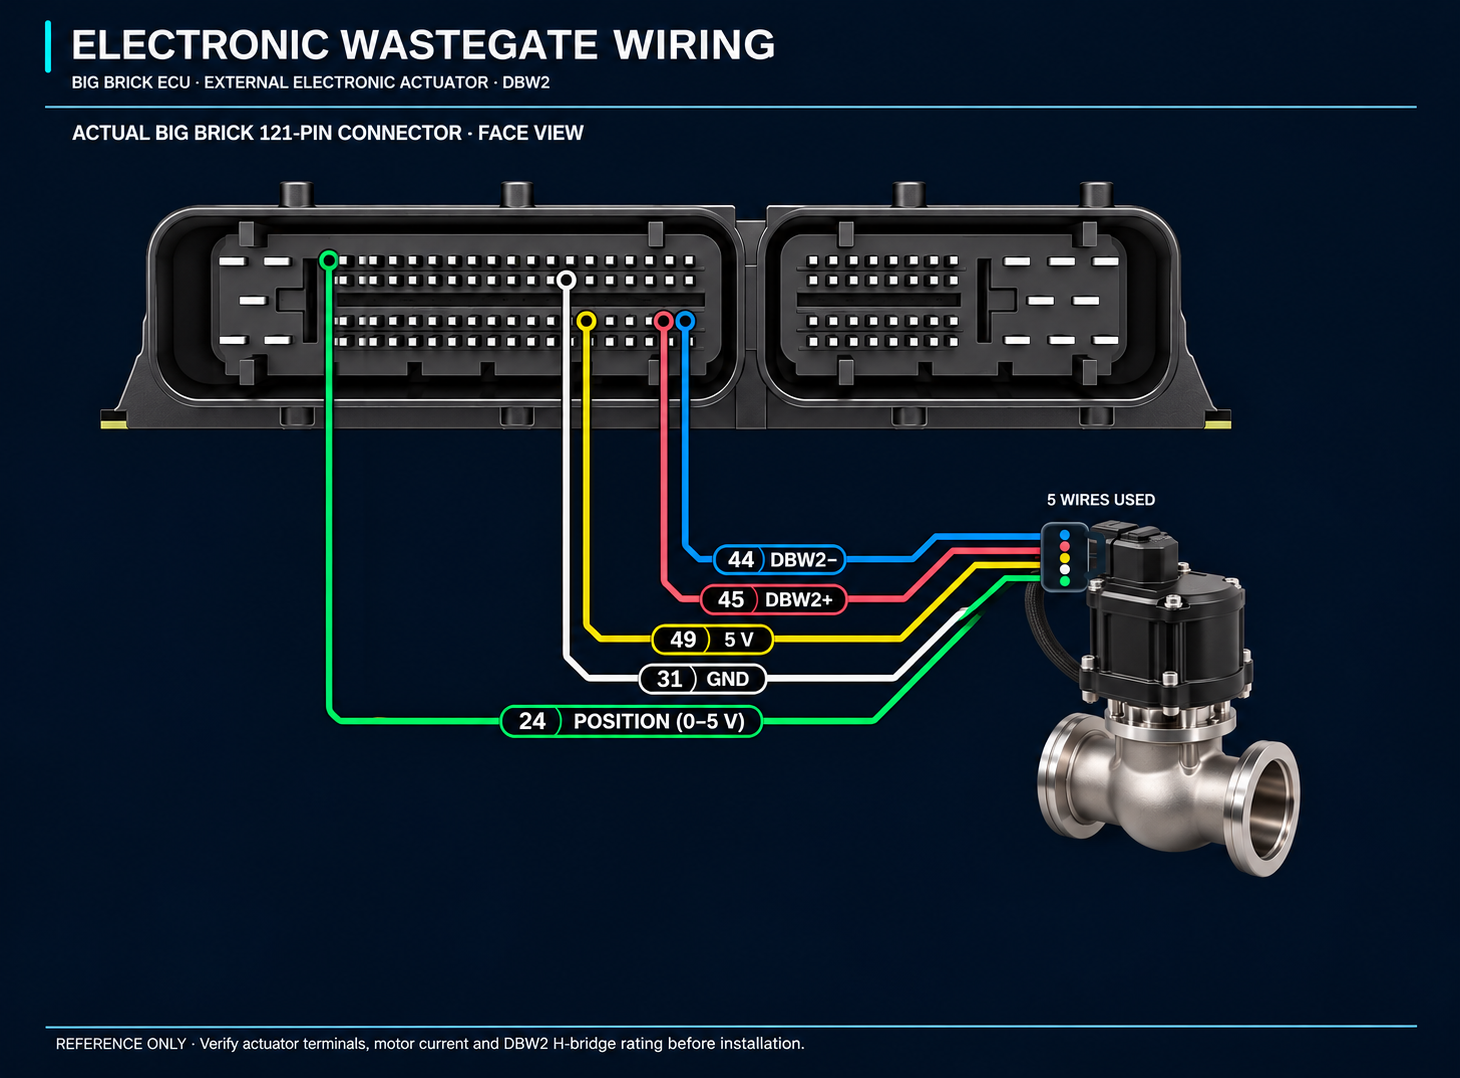 ELECTRONIC WASTEGATE WIRING
BIG BRICK ECU · EXTERNAL ELECTRONIC ACTUATOR · DBW2
ACTUAL BIG BRICK 121-PIN CONNECTOR · FACE VIEW
5 WIRES USED
44 DBW2−
45 DBW2+
49 5 V
31 GND
24 POSITION (0–5 V)
REFERENCE ONLY · Verify actuator terminals, motor current and DBW2 H-bridge rating before installation.